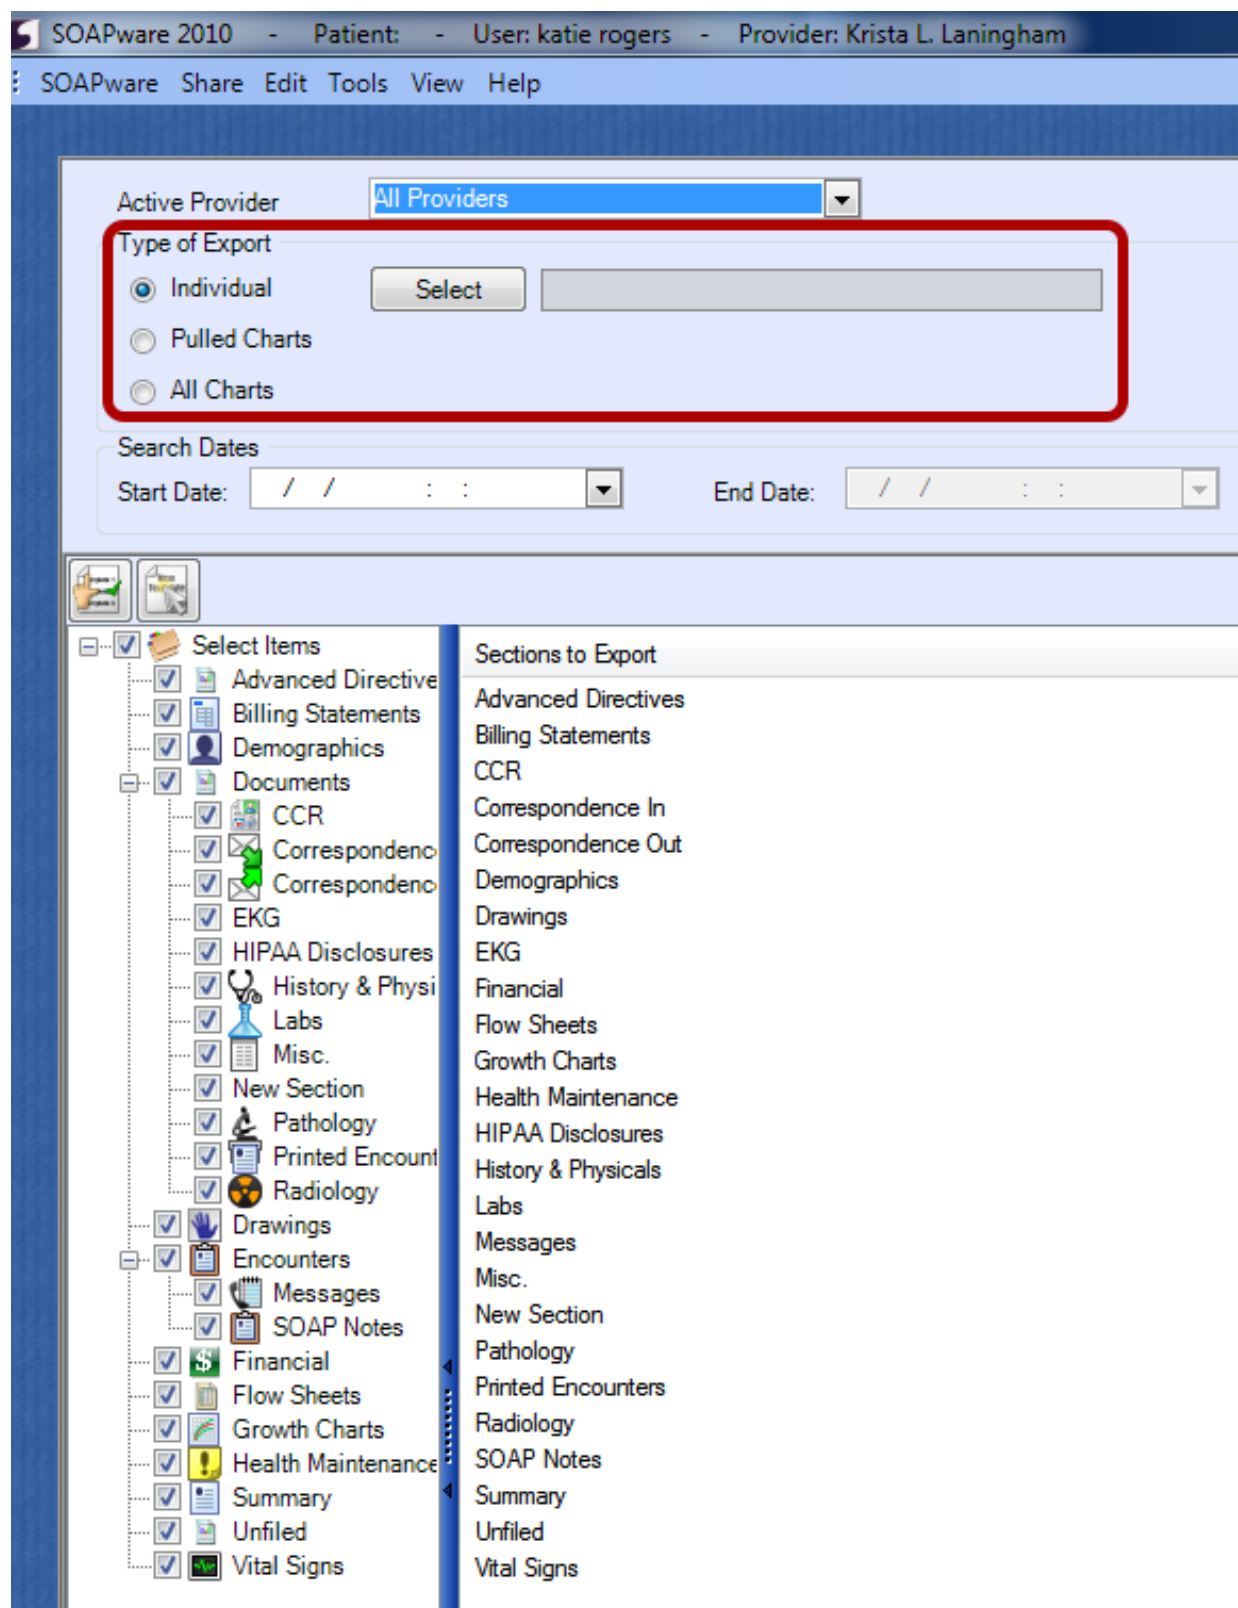 SOAPware 2010 - Patient: - User: katie rogers - Provider: Krista L. Laningham
SOAPware Share Edit Tools View Help
Active Provider All Providers
Type of Export
Individual Select
Pulled Charts
All Charts
Search Dates
Start Date: / / : : End Date: / / : :
Select Items
Advanced Directive
Billing Statements
Demographics
Documents
CCR
Correspondenc
Correspondenc
EKG
HIPAA Disclosures
History & Physi
Labs
Misc.
New Section
Pathology
Printed Encount
Radiology
Drawings
Encounters
Messages
SOAP Notes
Financial
Flow Sheets
Growth Charts
Health Maintenance
Summary
Unfiled
Vital Signs
Sections to Export
Advanced Directives
Billing Statements
CCR
Correspondence In
Correspondence Out
Demographics
Drawings
EKG
Financial
Flow Sheets
Growth Charts
Health Maintenance
HIPAA Disclosures
History & Physicals
Labs
Messages
Misc.
New Section
Pathology
Printed Encounters
Radiology
SOAP Notes
Summary
Unfiled
Vital Signs